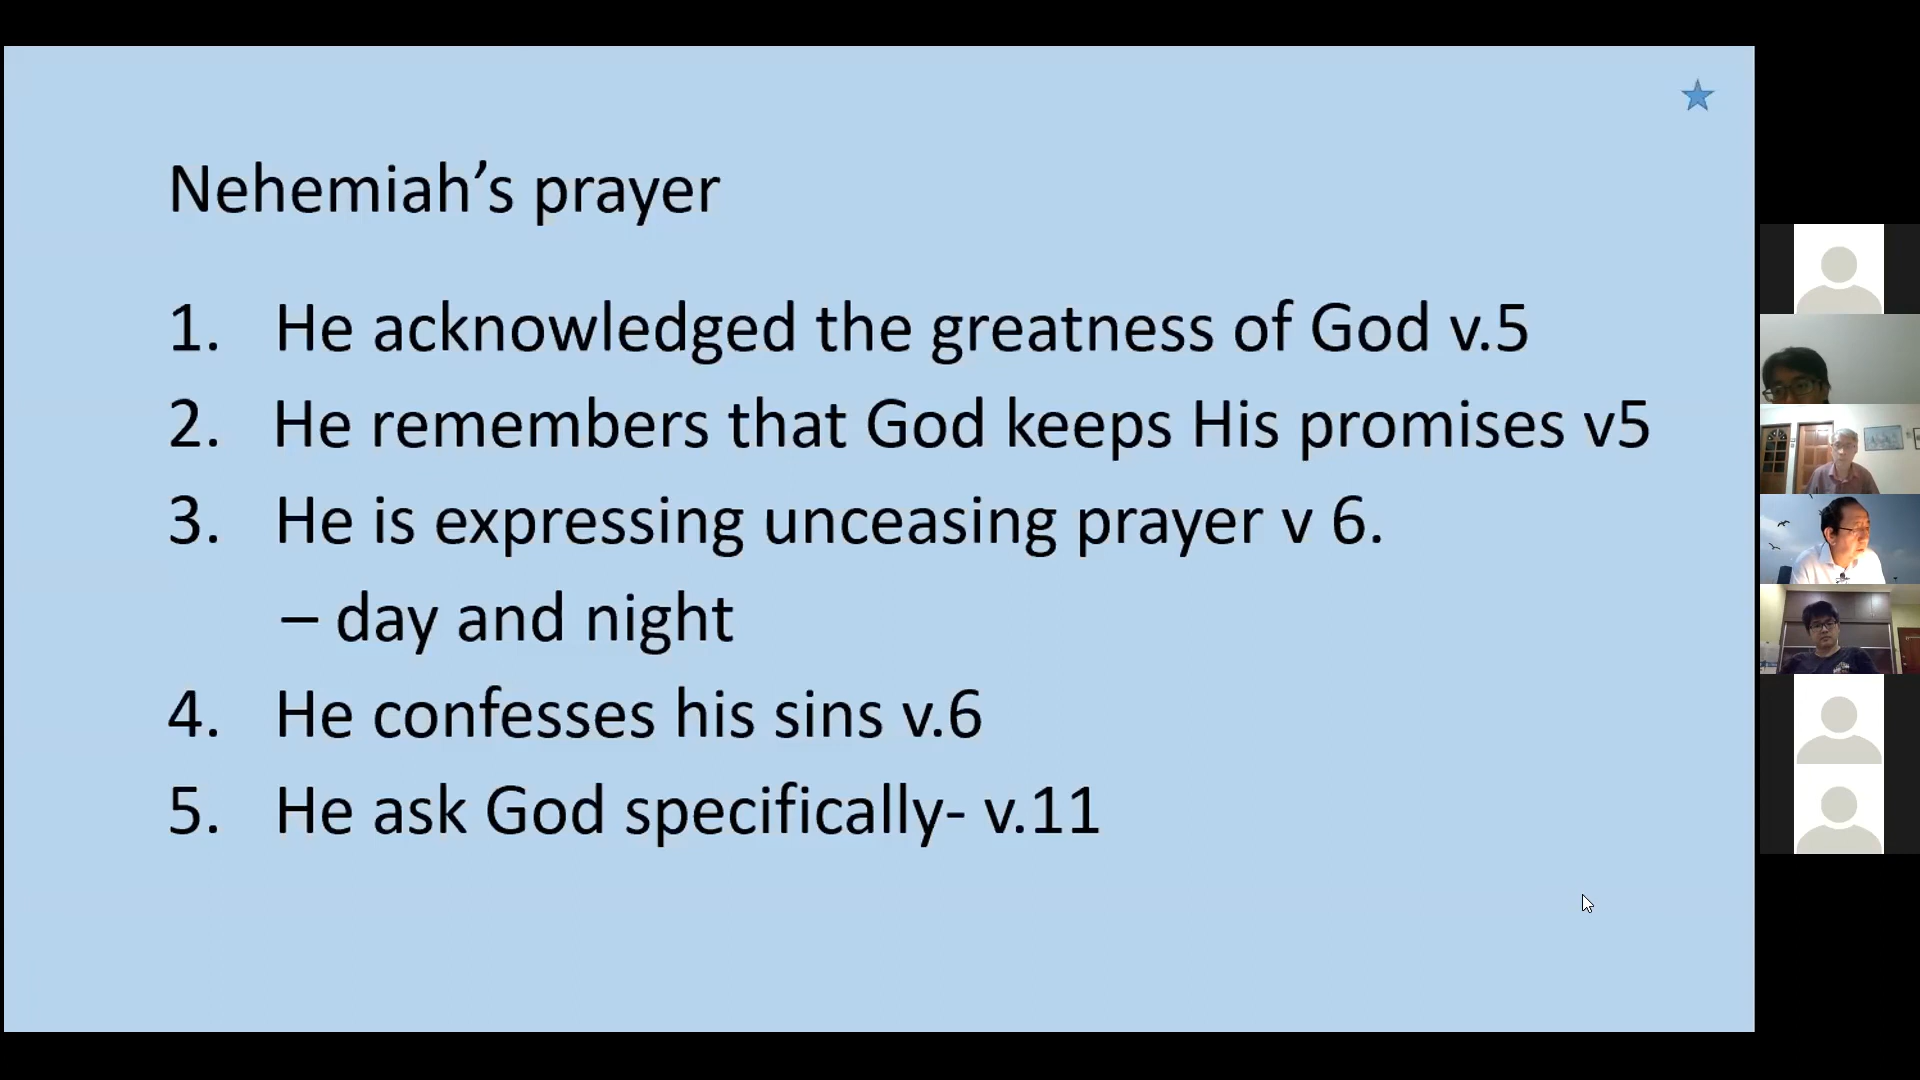 Nehemiah’s prayer
1. He acknowledged the greatness of God v.5
2. He remembers that God keeps His promises v5
3. He is expressing unceasing prayer v 6.
– day and night
4. He confesses his sins v.6
5. He ask God specifically- v.11